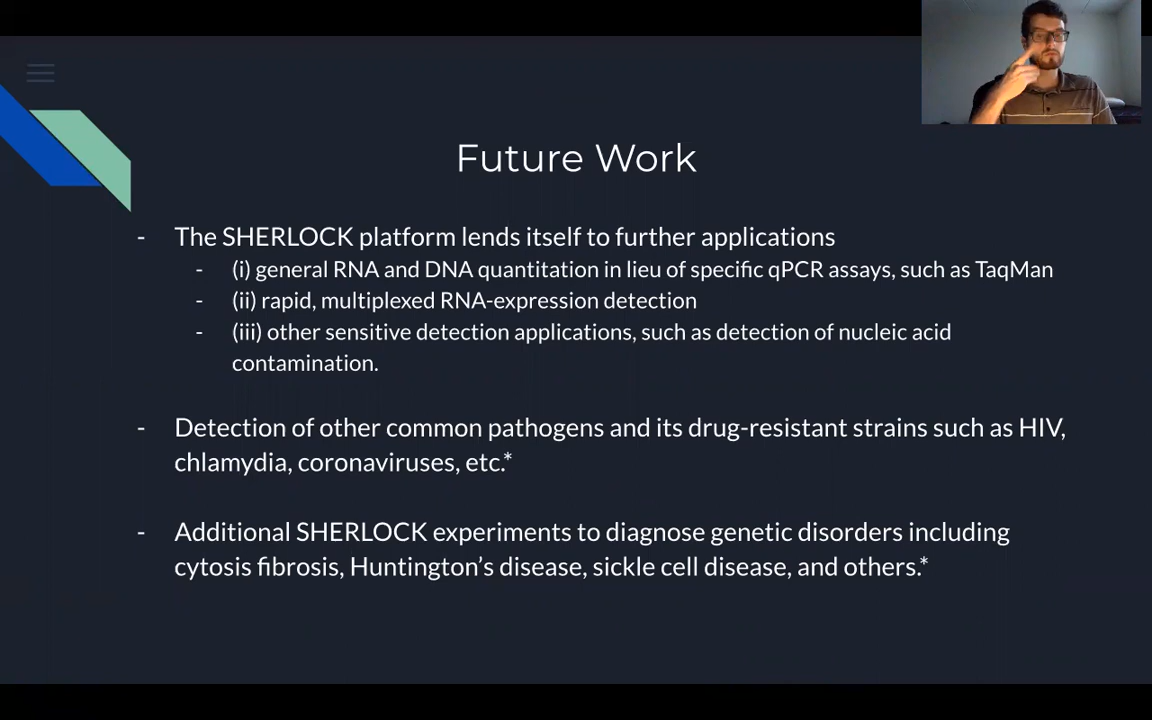 Future Work
- The SHERLOCK platform lends itself to further applications
- (i) general RNA and DNA quantitation in lieu of specific qPCR assays, such as TaqMan
- (ii) rapid, multiplexed RNA-expression detection
- (iii) other sensitive detection applications, such as detection of nucleic acid
contamination.
- Detection of other common pathogens and its drug-resistant strains such as HIV,
chlamydia, coronaviruses, etc.*
- Additional SHERLOCK experiments to diagnose genetic disorders including
cytosis fibrosis, Huntington’s disease, sickle cell disease, and others.*